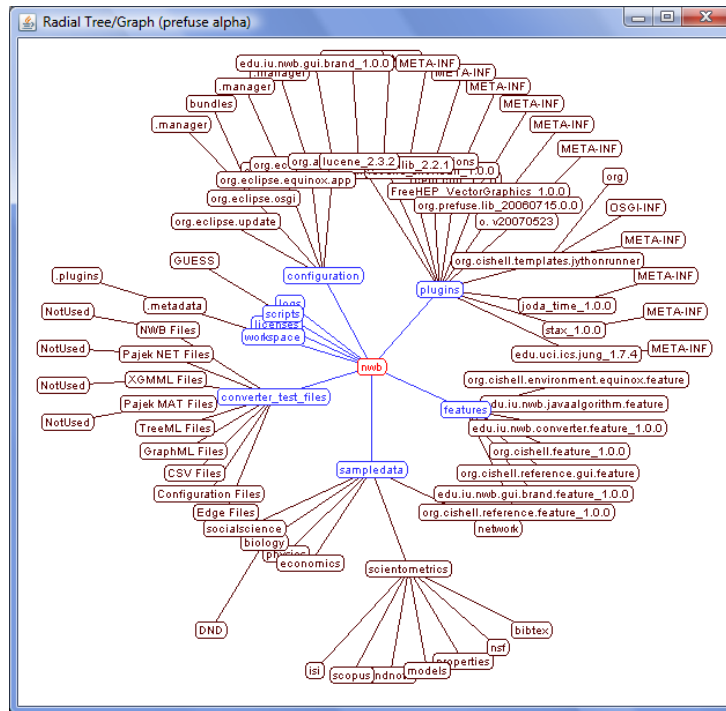 Radial Tree/Graph (prefuse alpha)
edu.iu.nwb.gui.brand_1.0.0
META-INF
.manager
META-INF
.manager
META-INF
bundles
META-INF
.manager
META-INF
META-INF
org
OSGI-INF
META-INF
META-INF
META-INF
META-INF
lucene_2.3.2
lib_2.2.1
org.eclipse.equinox.app
FreeHEP_VectorGraphics_1.0.0
org.eclipse.osgi
org.prefuse.lib_20060715.0.0
org.eclipse.update
v20070523
GUESS
org.cishell.templates.jythonrunner
configuration
plugins
.plugins
.metadata
logs
scripts
licenses
workspace
joda_time_1.0.0
stax_1.0.0
edu.uci.ics.jung_1.7.4
NotUsed
NWB Files
NotUsed
Pajek NET Files
nwb
NotUsed
XGMML Files
converter_test_files
NotUsed
Pajek MAT Files
TreeML Files
GraphML Files
CSV Files
Configuration Files
Edge Files
org.cishell.environment.equinox.feature
features
edu.iu.nwb.javaalgorithm.feature
edu.iu.nwb.converter.feature_1.0.0
org.cishell.feature_1.0.0
org.cishell.reference.gui.feature
edu.iu.nwb.gui.brand.feature_1.0.0
org.cishell.reference.feature_1.0.0
network
sampledata
socialscience
biology
physics
economics
scientometrics
DND
isi
scopus
models
properties
nsf
bibtex